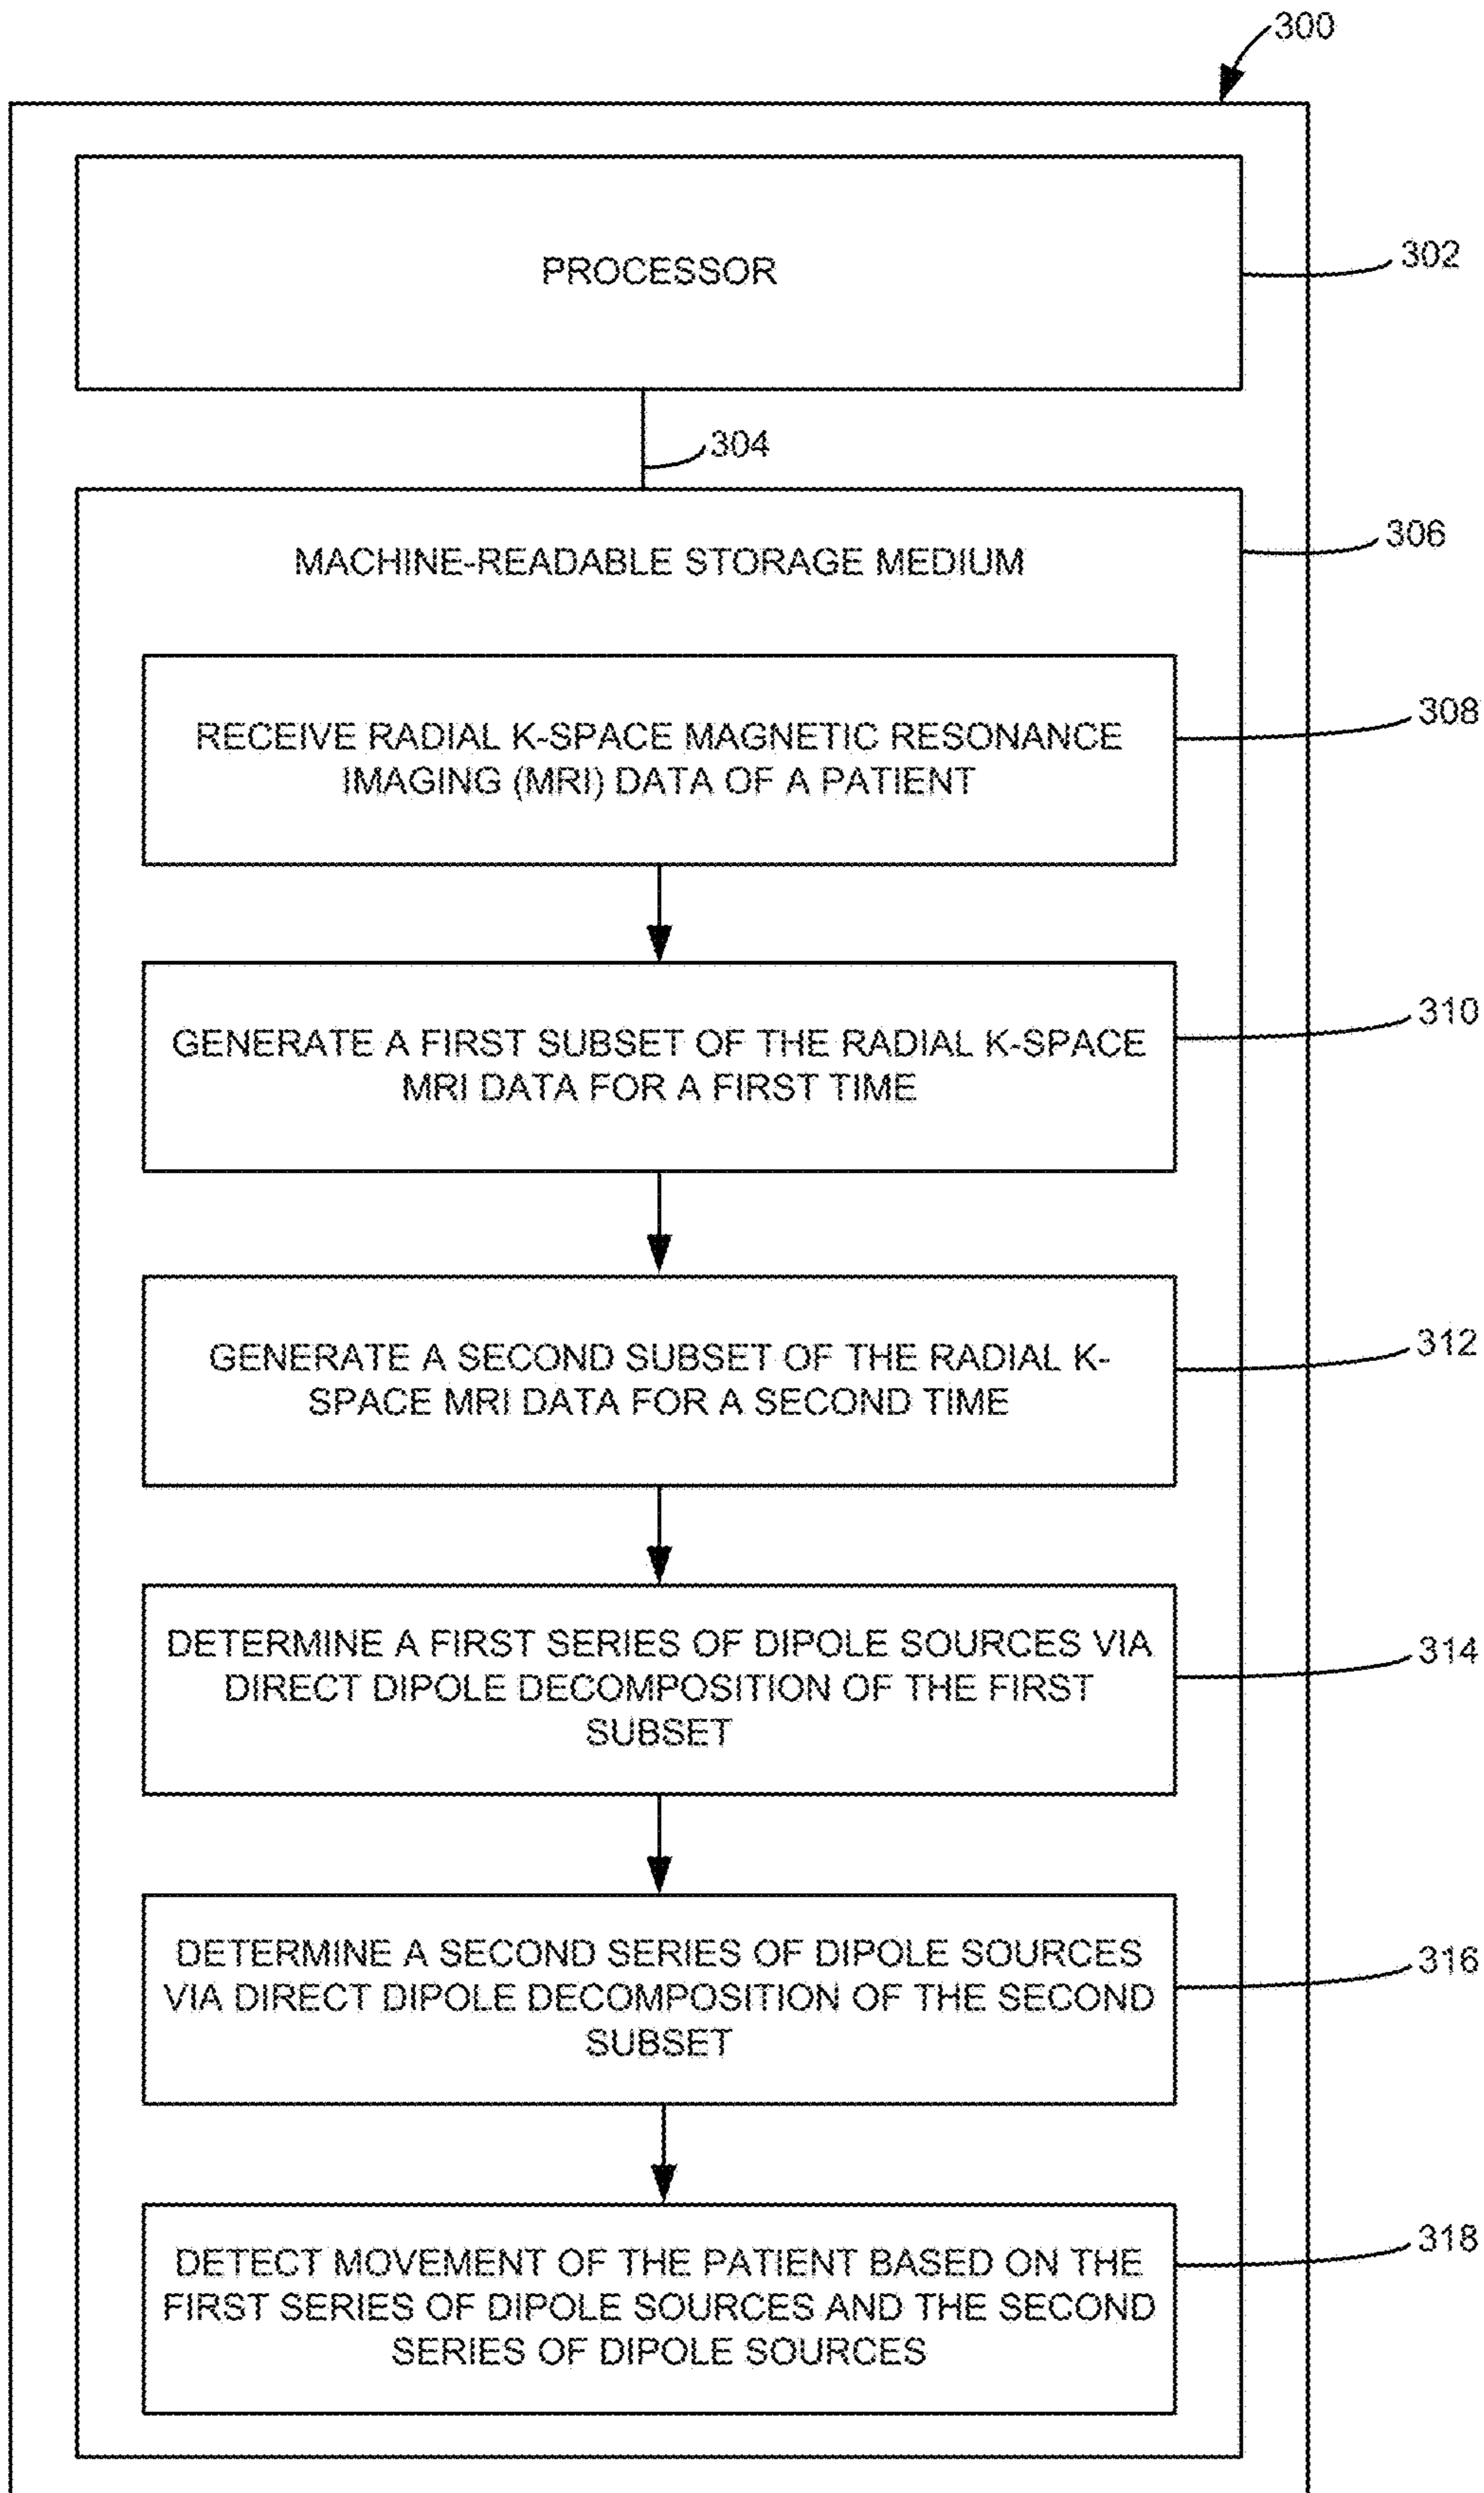 300
PROCESSOR
302
304
MACHINE-READABLE STORAGE MEDIUM
306
RECEIVE RADIAL K-SPACE MAGNETIC RESONANCE
IMAGING (MRI) DATA OF A PATIENT
308
GENERATE A FIRST SUBSET OF THE RADIAL K-SPACE
MRI DATA FOR A FIRST TIME
310
GENERATE A SECOND SUBSET OF THE RADIAL K-
SPACE MRI DATA FOR A SECOND TIME
312
DETERMINE A FIRST SERIES OF DIPOLE SOURCES VIA
DIRECT DIPOLE DECOMPOSITION OF THE FIRST
SUBSET
314
DETERMINE A SECOND SERIES OF DIPOLE SOURCES
VIA DIRECT DIPOLE DECOMPOSITION OF THE SECOND
SUBSET
316
DETECT MOVEMENT OF THE PATIENT BASED ON THE
FIRST SERIES OF DIPOLE SOURCES AND THE SECOND
SERIES OF DIPOLE SOURCES
318